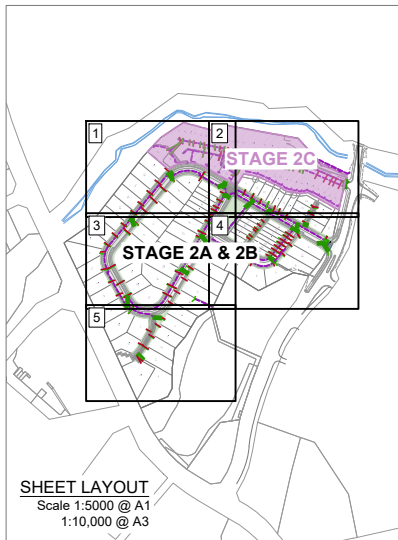 1
2
STAGE 2C
3
4
STAGE 2A & 2B
5
SHEET LAYOUT
Scale 1:5000 @ A1
1:10,000 @ A3